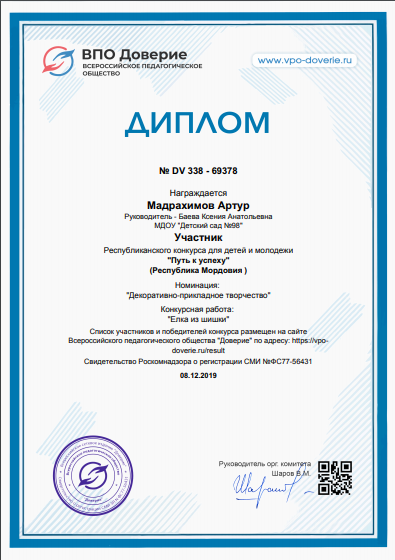 ВПО Доверие
ВСЕРОССИЙСКОЕ ПЕДАГОГИЧЕСКОЕ
ОБЩЕСТВО
www.vpo-doverie.ru
ДИПЛОМ
№ DV 338 - 69378
Награждается
Мадрахимов Артур
Руководитель - Баева Ксения Анатольевна
МДОУ "Детский сад №98"
Участник
Республиканского конкурса для детей и молодежи
"Путь к успеху"
(Республика Мордовия )
Номинация:
"Декоративно-прикладное творчество"
Конкурсная работа:
"Елка из шишки"
Список участников и победителей конкурса размещен на сайте
Всероссийского педагогического общества "Доверие" по адресу: https://vpo-
doverie.ru/result
Свидетельство Роскомнадзора о регистрации СМИ №ФС77-56431
08.12.2019
Руководитель орг. комитета
Шаров В.М.